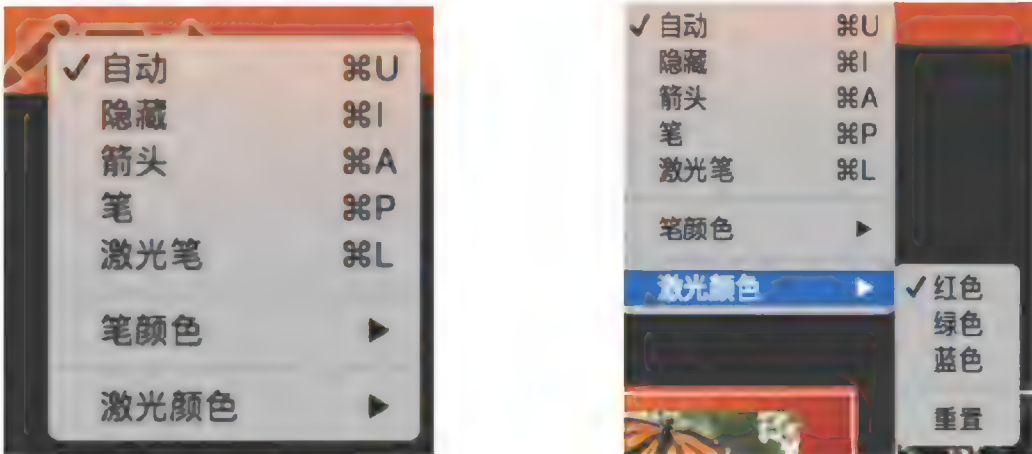 ✓ 自动 ⌘U
隐藏 ⌘I
箭头 ⌘A
笔 ⌘P
激光笔 ⌘L
笔颜色 ▶
激光颜色 ▶
✓ 自动 ⌘U
隐藏 ⌘I
箭头 ⌘A
笔 ⌘P
激光笔 ⌘L
笔颜色 ▶
激光颜色 ▶
✓ 红色
绿色
蓝色
重置